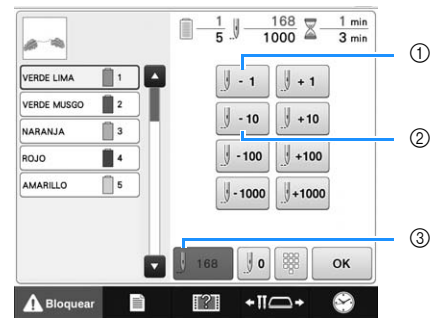 1 168 1 min
5 1000 3 min
①
VERDE LIMA 1
- 1 + 1
VERDE MUSGO 2
- 10 +10
②
NARANJA 3
ROJO 4
-100 +100
AMARILLO 5
-1000 +1000
③
168 0 OK
Bloquear